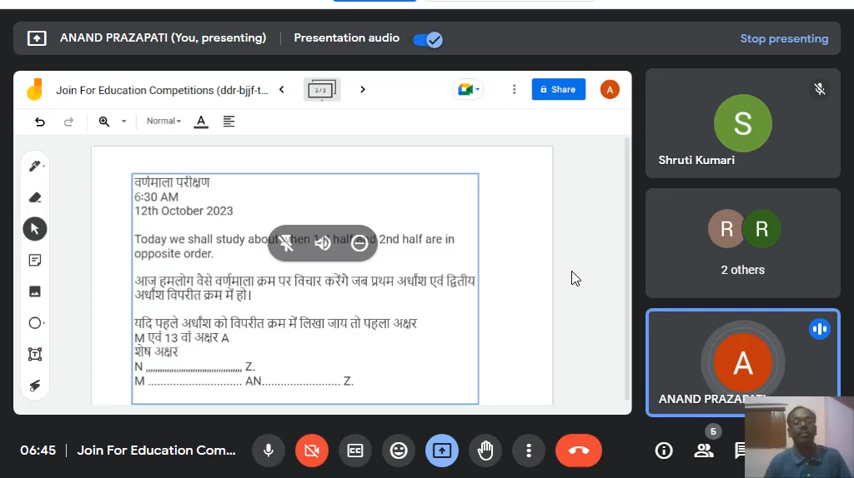 ANAND PRAZAPATI (You, presenting)
Presentation audio
Stop presenting
Join For Education Competitions (ddr-bjjf-t...
3/3
Share
A
Normal
वर्णमाला परीक्षण
6:30 AM
12th October 2023
Today we shall study about 2nd half are in
opposite order.
आज हमलोग वैसे वर्णमाला क्रम पर विचार करेंगे जब प्रथम अर्धांश एवं द्वितीय
अर्धांश विपरीत क्रम में हो।
यदि पहले अर्धांश को विपरीत क्रम में लिखा जाय तो पहला अक्षर
M एवं 13 वां अक्षर A
शेष अक्षर
N ,,,,,,,,,,,,,,,,,,,,,,,,,,,,,,,,,,,,,,, Z.
M ............................ AN........................ Z.
S
Shruti Kumari
R
R
2 others
A
ANAND PRAZAPATI
06:45
Join For Education Com...
5